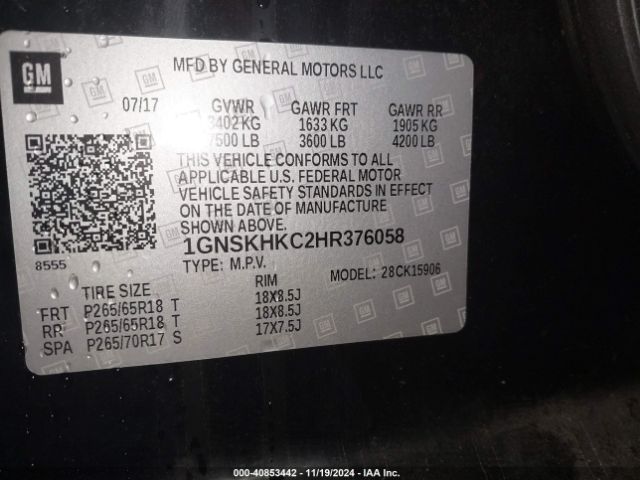 GM
MFD BY GENERAL MOTORS LLC
07/17 GVWR GAWR FRT GAWR RR
3402 KG 1633 KG 1905 KG
7500 LB 3600 LB 4200 LB
THIS VEHICLE CONFORMS TO ALL
APPLICABLE U.S. FEDERAL MOTOR
VEHICLE SAFETY STANDARDS IN EFFECT
ON THE DATE OF MANUFACTURE
SHOWN ABOVE.
1GNSKHKC2HR376058
8555
TYPE: M.P.V. MODEL: 28CK15906
TIRE SIZE RIM
FRT P265/65R18 T 18X8.5J
RR P265/65R18 T 18X8.5J
SPA P265/70R17 S 17X7.5J
000-40853442 - 11/19/2024 - IAA Inc.